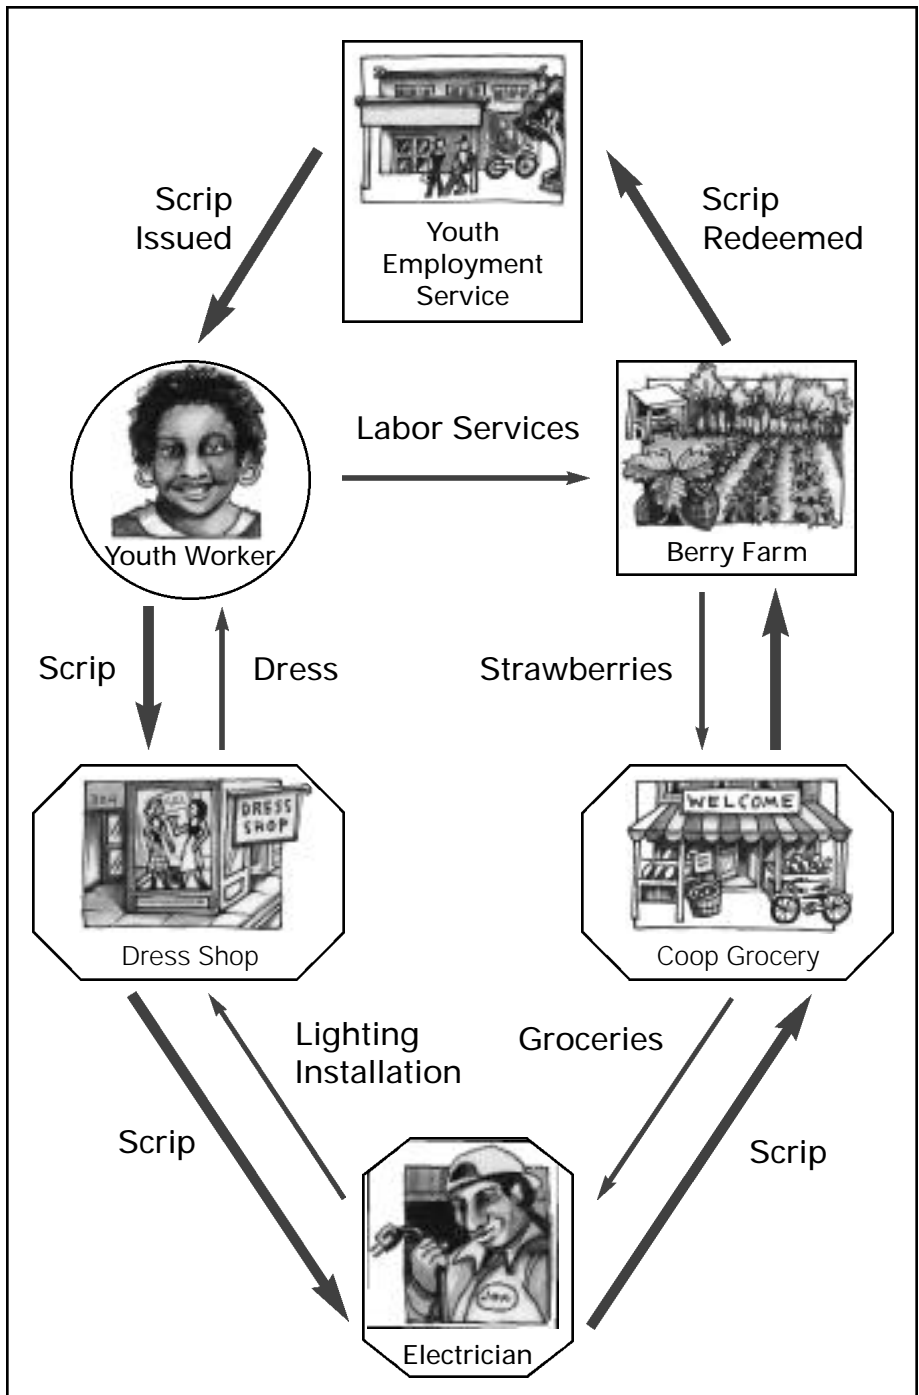 Youth
Employment
Service
Scrip
Issued
Scrip
Redeemed
Labor Services
Youth Worker
Berry Farm
Scrip
Dress
Strawberries
304
DRESS
SHOP
WELCOME
Dress Shop
Coop Grocery
Lighting
Installation
Groceries
Scrip
Scrip
Electrician